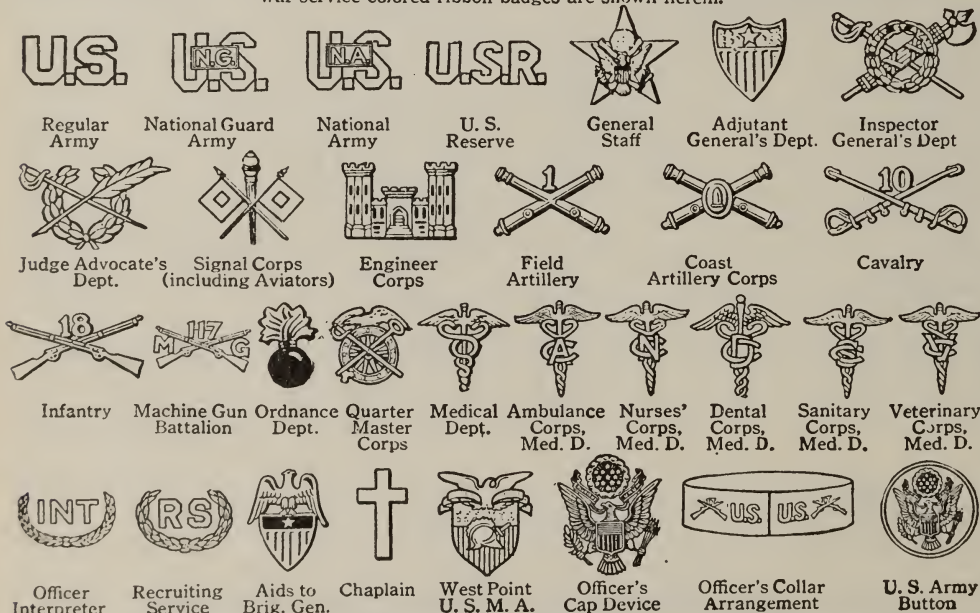 war service colored ribbon badges are shown herein.
U.S. N.G. U.S. N.A. U.S. U.S.R.
Regular Army National Guard Army National Army U. S. Reserve General Staff Adjutant General's Dept. Inspector General's Dept
1 10
Judge Advocate's Dept. Signal Corps (including Aviators) Engineer Corps Field Artillery Coast Artillery Corps Cavalry
18 117 M G A N D S V
Infantry Machine Gun Battalion Ordnance Dept. Quarter Master Corps Medical Dept. Ambulance Corps, Med. D. Nurses' Corps, Med. D. Dental Corps, Med. D. Sanitary Corps, Med. D. Veterinary Corps, Med. D.
INT RS U.S. U.S.
Officer Interpreter Recruiting Service Aids to Brig. Gen. Chaplain West Point U. S. M. A. Officer's Cap Device Officer's Collar Arrangement U. S. Army Button